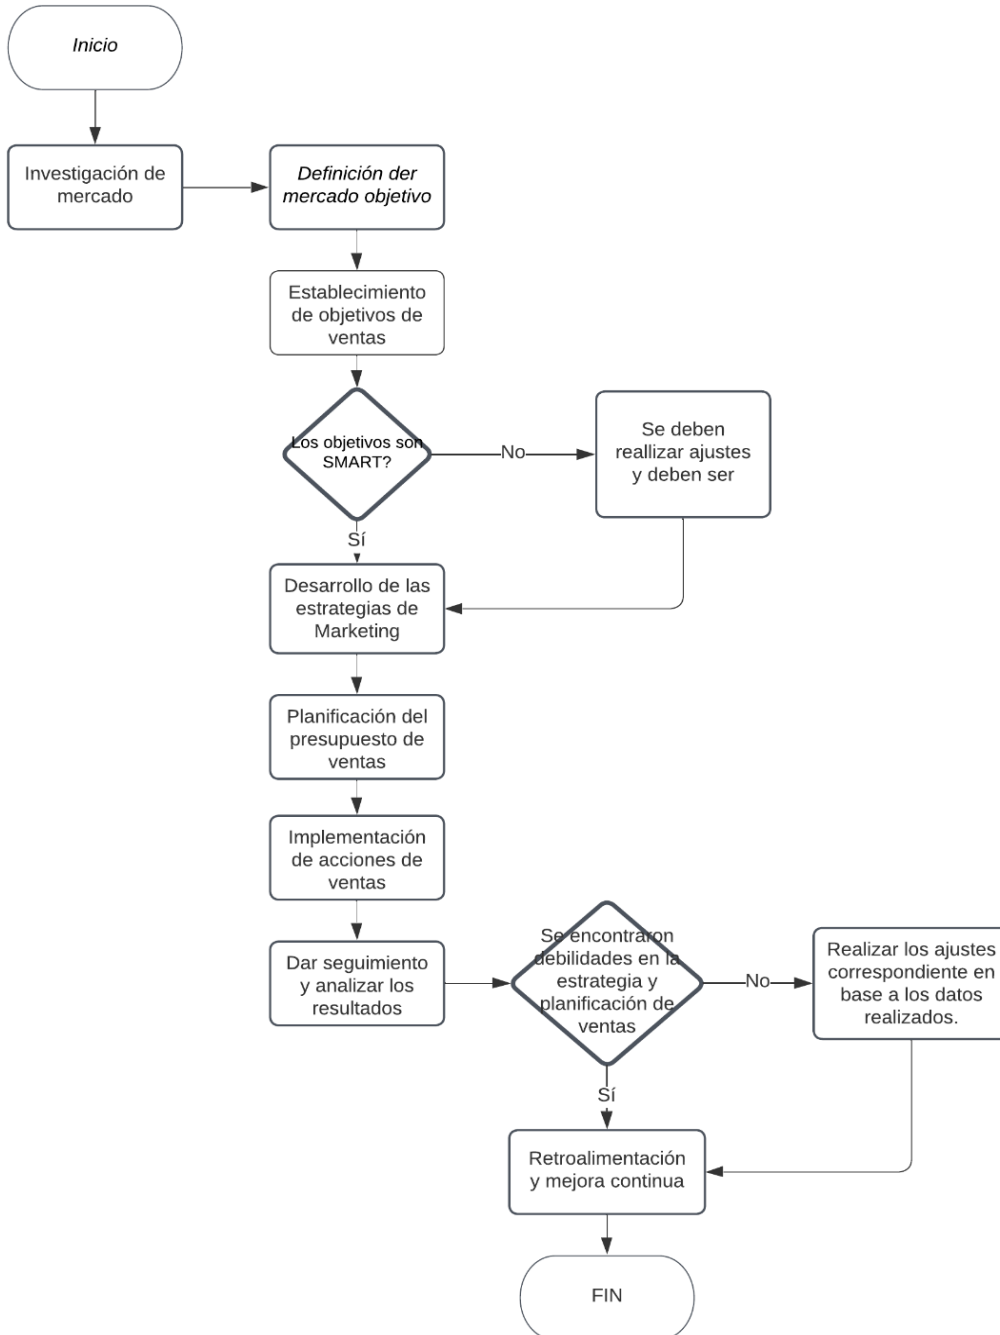 Inicio
Investigación de
mercado
Definición der
mercado objetivo
Establecimiento
de objetivos de
ventas
Los objetivos son
SMART?
No
Se deben
reallizar ajustes
y deben ser
Sí
Desarrollo de las
estrategias de
Marketing
Planificación del
presupuesto de
ventas
Implementación
de acciones de
ventas
Dar seguimiento
y analizar los
resultados
Se encontraron
debilidades en la
estrategia y
planificación de
ventas
No
Realizar los ajustes
correspondiente en
base a los datos
realizados.
Sí
Retroalimentación
y mejora continua
FIN